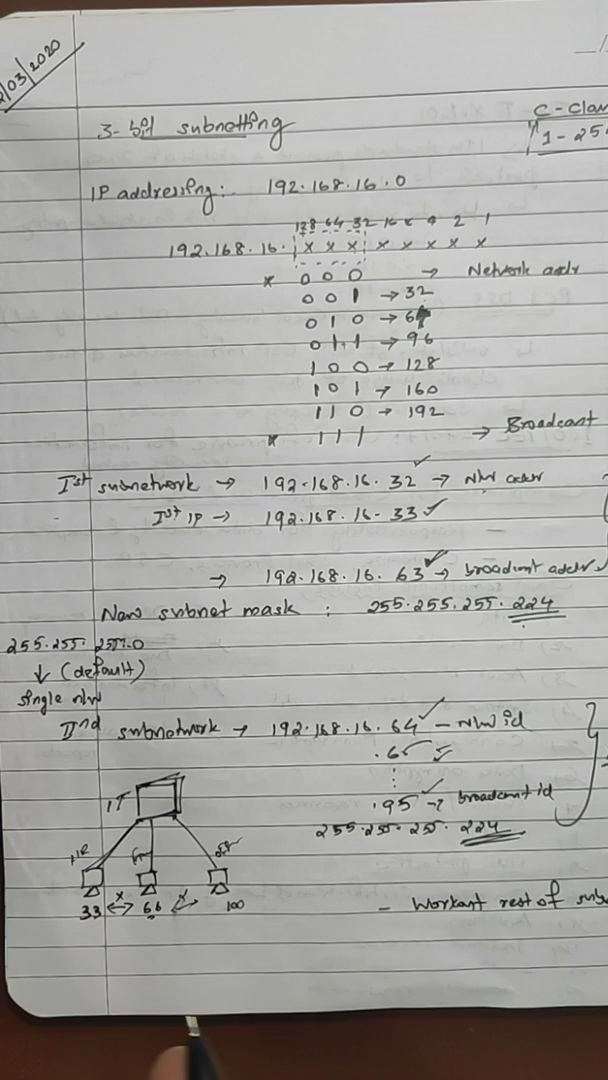 2/03/2020
3-bit subnetting
C-Clas
1-254
IP addressing:- 192.168.16.0
128 64 32 16 8 4 2 1
192.168.16. x x x x x x x x
* 0 0 0 → Network addr
0 0 1 → 32
0 1 0 → 64
0 1 1 → 96
1 0 0 → 128
1 0 1 → 160
1 1 0 → 192
* 1 1 1 → Broadcast
Ist subnetwork → 192.168.16.32 → N/w addr
Ist IP → 192.168.16.33
→ 192.168.16.63 → broadcast addr
New subnet mask : 255.255.255.224
255.255.255.0
↓ (default)
single n/w
IInd subnetwork → 192.168.16.64 - N/w id
.65
⋮
.95 → broadcast id
255.255.255.224
IT
HR
33 ↔ x 66 ↔ x 100
- Workout rest of sub